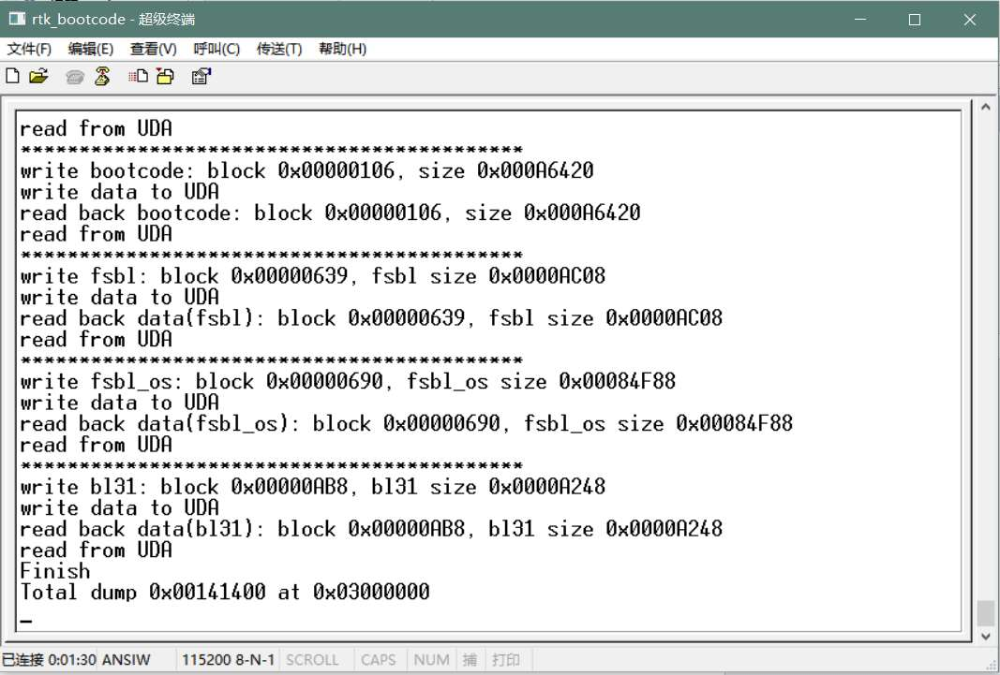 rtk_bootcode - 超级终端
文件(F) 编辑(E) 查看(V) 呼叫(C) 传送(T) 帮助(H)
read from UDA
*******************************************
write bootcode: block 0x00000106, size 0x000A6420
write data to UDA
read back bootcode: block 0x00000106, size 0x000A6420
read from UDA
*******************************************
write fsbl: block 0x00000639, fsbl size 0x0000AC08
write data to UDA
read back data(fsbl): block 0x00000639, fsbl size 0x0000AC08
read from UDA
*******************************************
write fsbl_os: block 0x00000690, fsbl_os size 0x00084F88
write data to UDA
read back data(fsbl_os): block 0x00000690, fsbl_os size 0x00084F88
read from UDA
*******************************************
write bl31: block 0x00000AB8, bl31 size 0x0000A248
write data to UDA
read back data(bl31): block 0x00000AB8, bl31 size 0x0000A248
read from UDA
Finish
Total dump 0x00141400 at 0x03000000
_
已连接 0:01:30 ANSIW 115200 8-N-1 SCROLL CAPS NUM 捕 打印